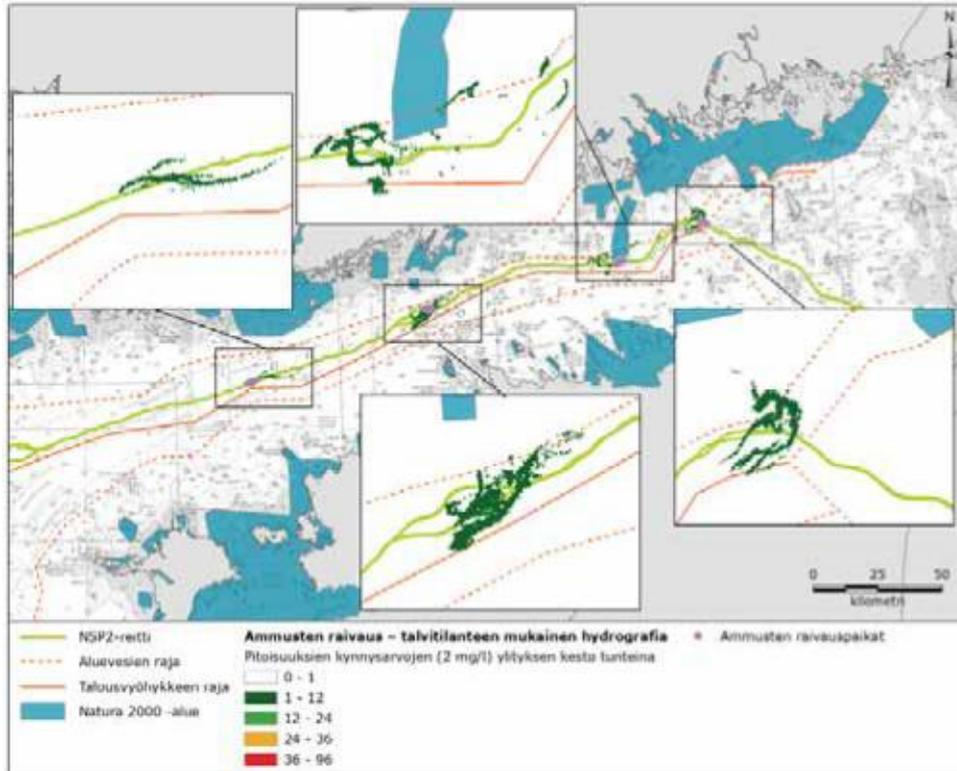 N
0 25 50
kilometri
NSP2-reitti
Aluevesien raja
Talousvyöhykkeen raja
Natura 2000 -alue
Ammusten raivaus – talvitilanteen mukainen hydrografia
Pitoisuuksien kynnysarvojen (2 mg/l) ylityksen kesto tunteina
0 - 1
1 - 12
12 - 24
24 - 36
36 - 96
Ammusten raivauspaikat